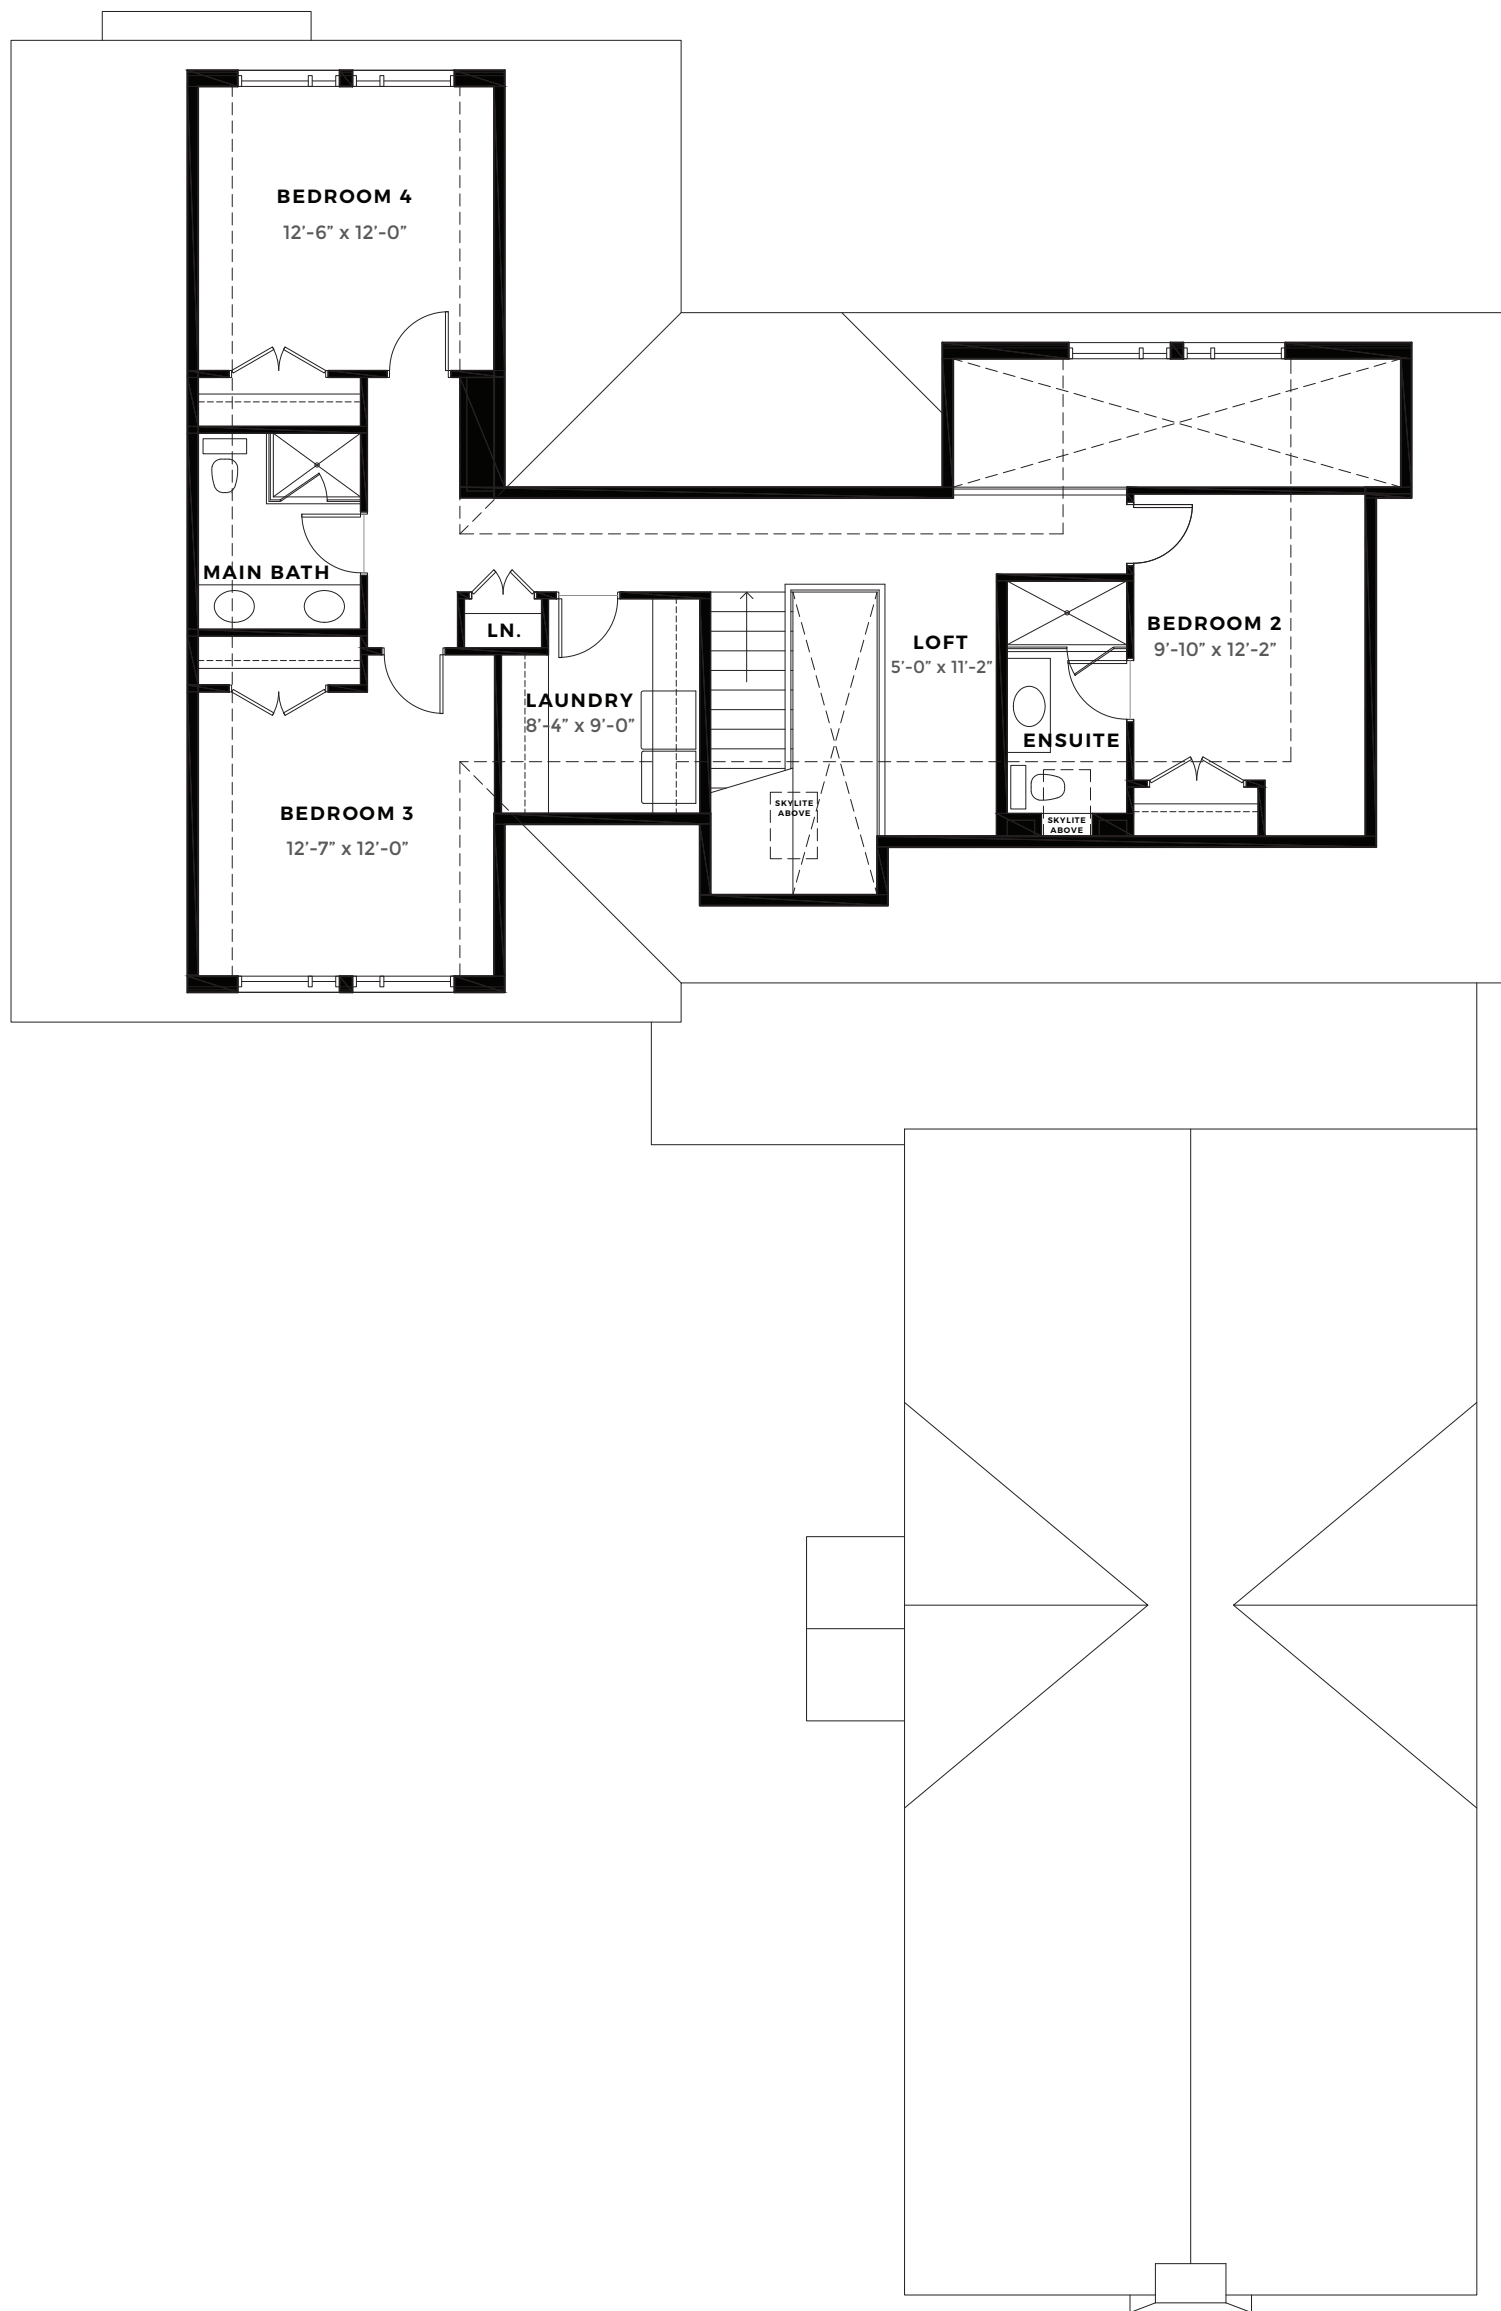 BEDROOM 4
12’-6” x 12’-0”
MAIN BATH
LN.
LAUNDRY
8’-4” x 9’-0”
LOFT
5’-0” x 11’-2”
BEDROOM 2
9’-10” x 12’-2”
ENSUITE
SKYLITE
ABOVE
SKYLITE
ABOVE
BEDROOM 3
12’-7” x 12’-0”